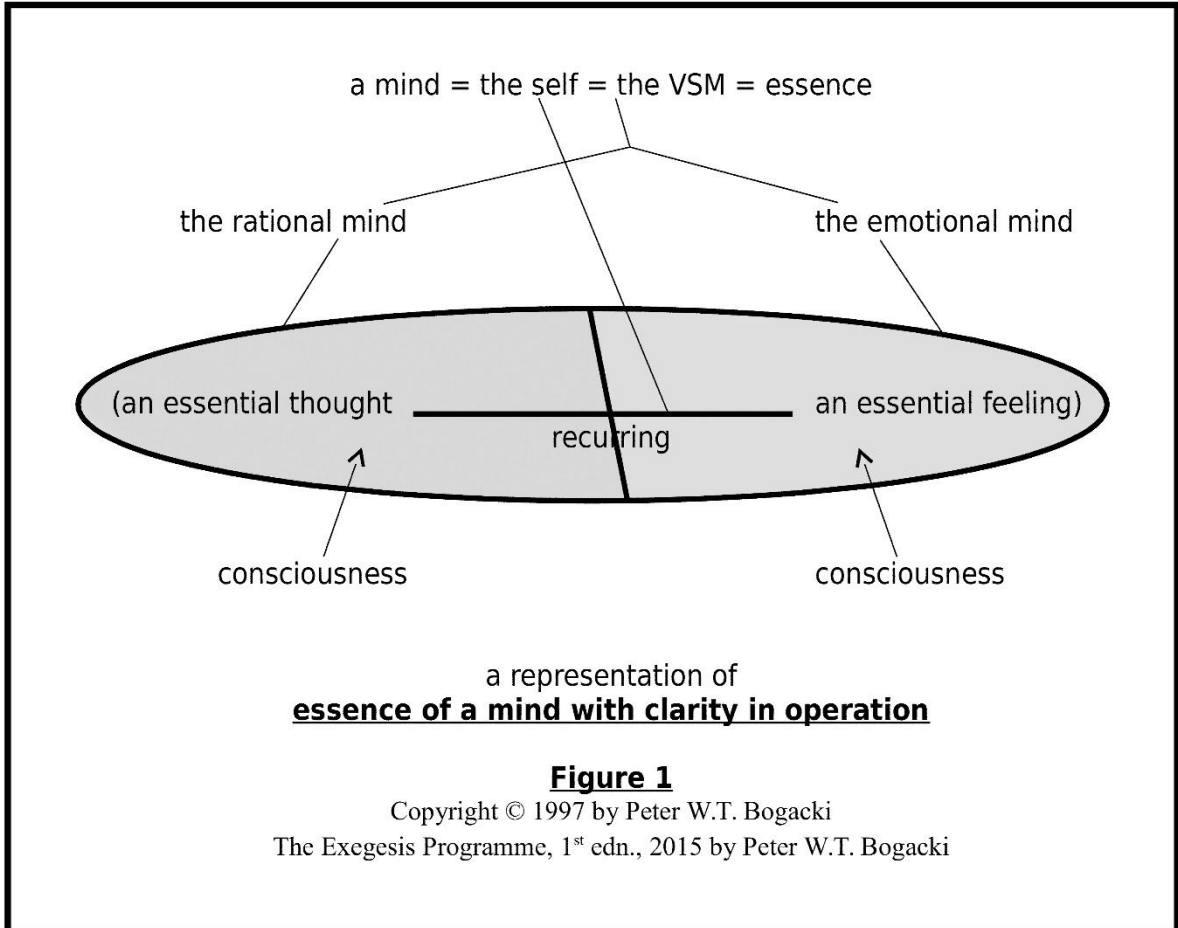 a mind = the self = the VSM = essence
the rational mind
the emotional mind
(an essential thought
an essential feeling)
recurring
consciousness
consciousness
a representation of
essence of a mind with clarity in operation
Figure 1
Copyright © 1997 by Peter W.T. Bogacki
The Exegesis Programme, 1st edn., 2015 by Peter W.T. Bogacki